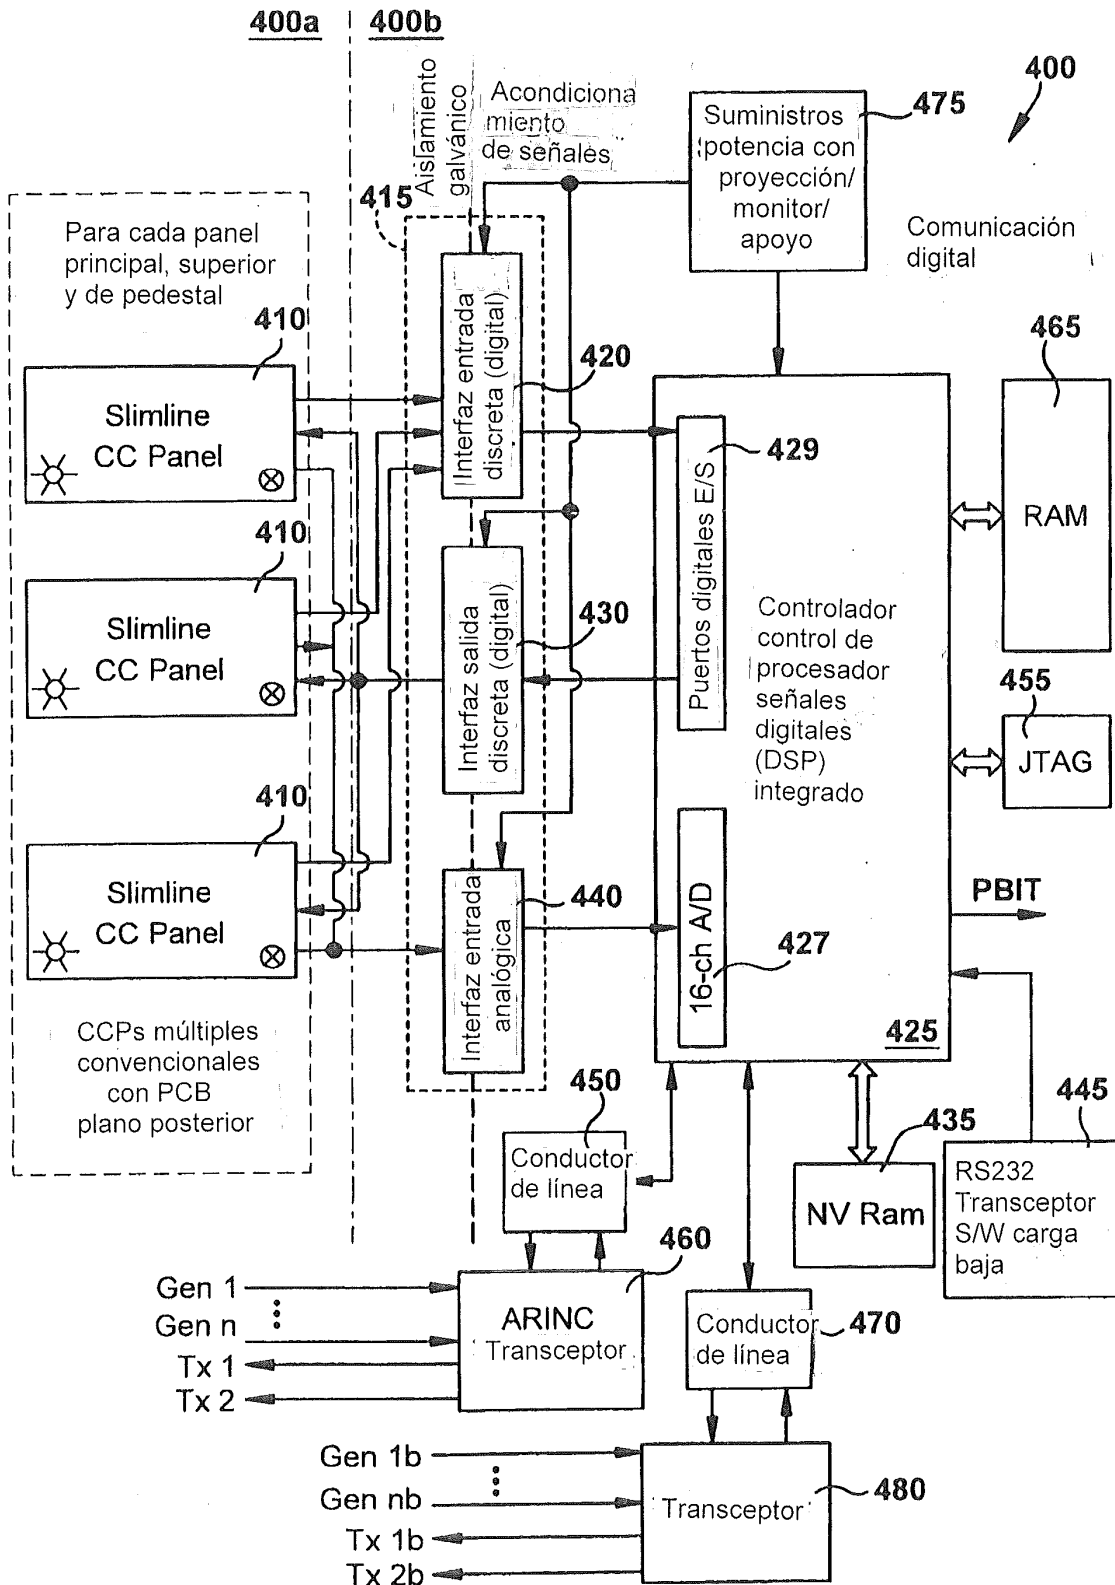 400a
400b
400
Aislamiento
galvánico
Acondiciona
miento
de señales
475
Suministros
potencia con
proyección/
monitor/
apoyo
Comunicación
digital
415
Para cada panel
principal, superior
y de pedestal
410
Slimline
CC Panel
410
Slimline
CC Panel
410
Slimline
CC Panel
CCPs múltiples
convencionales
con PCB
plano posterior
420
Interfaz entrada
discreta (digital)
430
Interfaz salida
discreta (digital)
440
Interfaz entrada
analógica
429
Puertos digitales E/S
427
16-ch A/D
Controlador
control de
procesador
señales
digitales
(DSP)
integrado
425
465
RAM
455
JTAG
PBIT
445
RS232
Transceptor
S/W carga
baja
435
NV Ram
450
Conductor
de línea
460
ARINC
Transceptor
Gen 1
Gen n
Tx 1
Tx 2
470
Conductor
de línea
480
Transceptor
Gen 1b
Gen nb
Tx 1b
Tx 2b